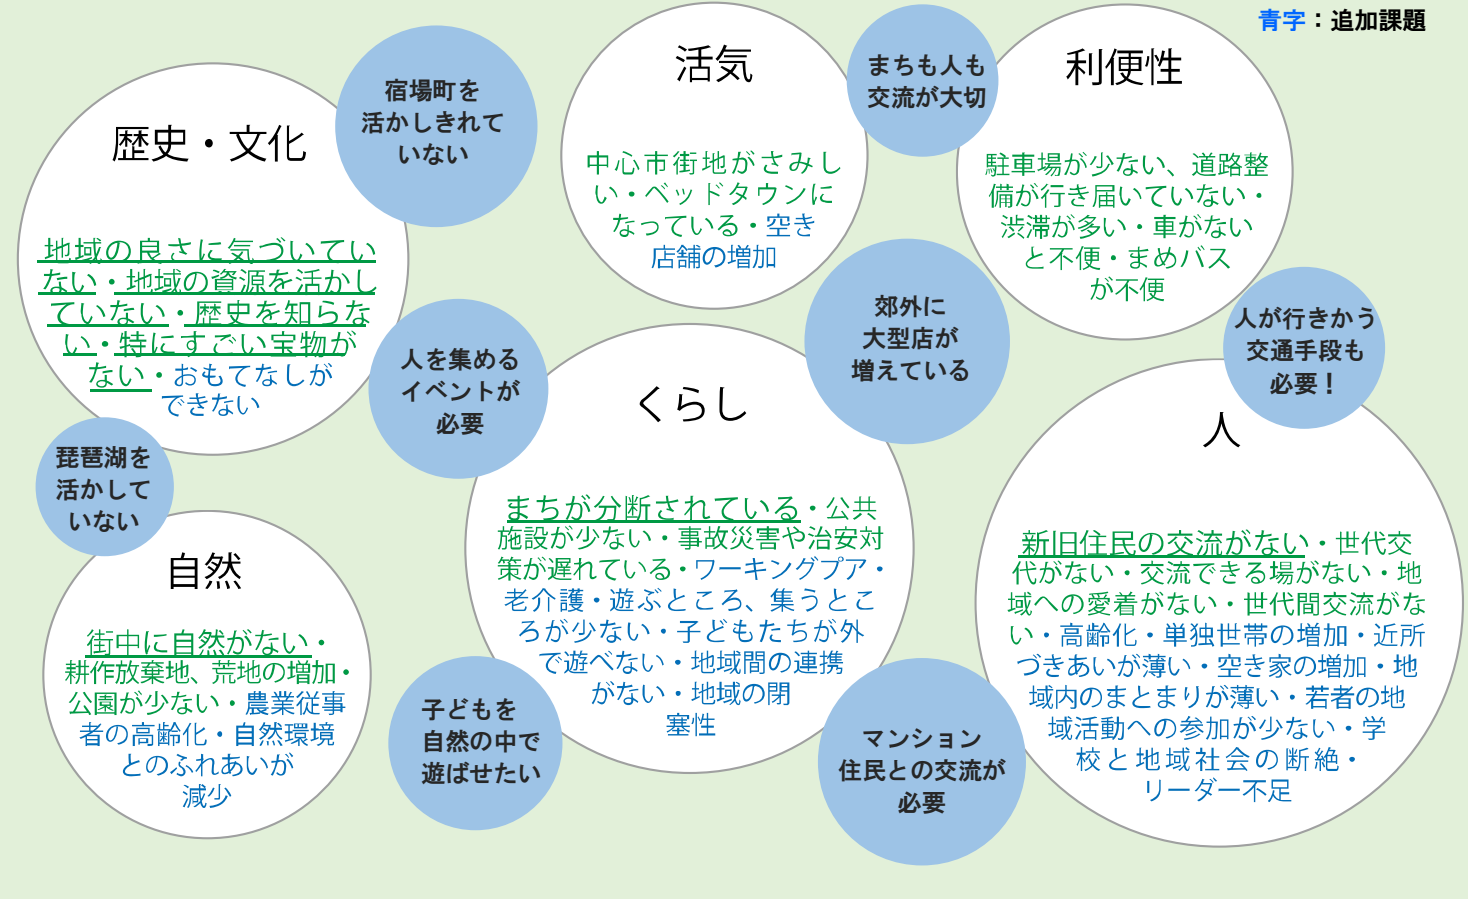 青字：追加課題
歴史・文化
地域の良さに気づいてい
ない・地域の資源を活かし
ていない・歴史を知らな
い・特にすごい宝物が
ない・おもてなしが
できない
宿場町を
活かしきれて
いない
活気
中心市街地がさみし
い・ベッドタウンに
なっている・空き
店舗の増加
まちも人も
交流が大切
利便性
駐車場が少ない、道路整
備が行き届いていない・
渋滞が多い・車がない
と不便・まめバス
が不便
人を集める
イベントが
必要
郊外に
大型店が
増えている
人が行きかう
交通手段も
必要！
琵琶湖を
活かして
いない
くらし
まちが分断されている・公共
施設が少ない・事故災害や治安対
策が遅れている・ワーキングプア・
老介護・遊ぶところ、集うとこ
ろが少ない・子どもたちが外
で遊べない・地域間の連携
がない・地域の閉
塞性
人
新旧住民の交流がない・世代交
代がない・交流できる場がない・地
域への愛着がない・世代間交流がな
い・高齢化・単独世帯の増加・近所
づきあいが薄い・空き家の増加・地
域内のまとまりが薄い・若者の地
域活動への参加が少ない・学
校と地域社会の断絶・
リーダー不足
自然
街中に自然がない・
耕作放棄地、荒地の増加・
公園が少ない・農業従事
者の高齢化・自然環境
とのふれあいが
減少
子どもを
自然の中で
遊ばせたい
マンション
住民との交流が
必要